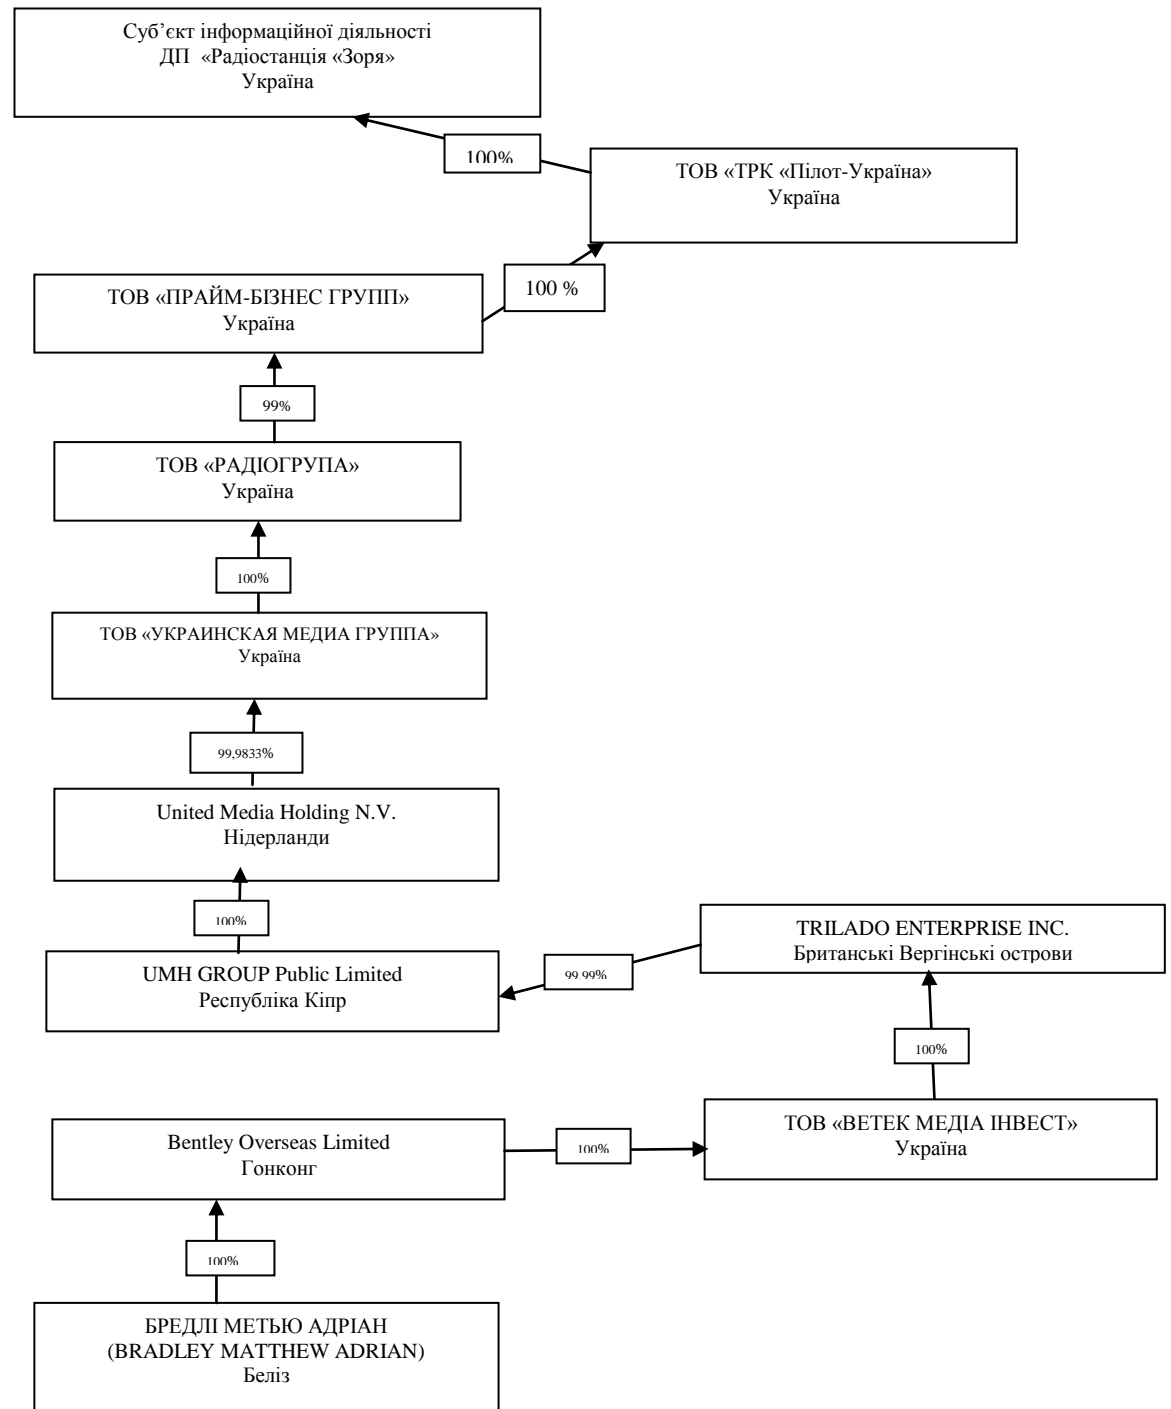 Суб’єкт інформаційної діяльності
ДП «Радіостанція «Зоря»
Україна
100%
ТОВ «ТРК «Пілот-Україна»
Україна
100 %
ТОВ «ПРАЙМ-БІЗНЕС ГРУПП»
Україна
99%
ТОВ «РАДІОГРУПА»
Україна
100%
ТОВ «УКРАИНСКАЯ МЕДИА ГРУППА»
Україна
99,9833%
United Media Holding N.V.
Нідерланди
100%
TRILADO ENTERPRISE INC.
Британські Вергінські острови
99.99%
UMH GROUP Public Limited
Республіка Кіпр
100%
ТОВ «ВЕТЕК МЕДІА ІНВЕСТ»
Україна
Bentley Overseas Limited
Гонконг
100%
100%
БРЕДЛІ МЕТЬЮ АДРІАН
(BRADLEY MATTHEW ADRIAN)
Беліз